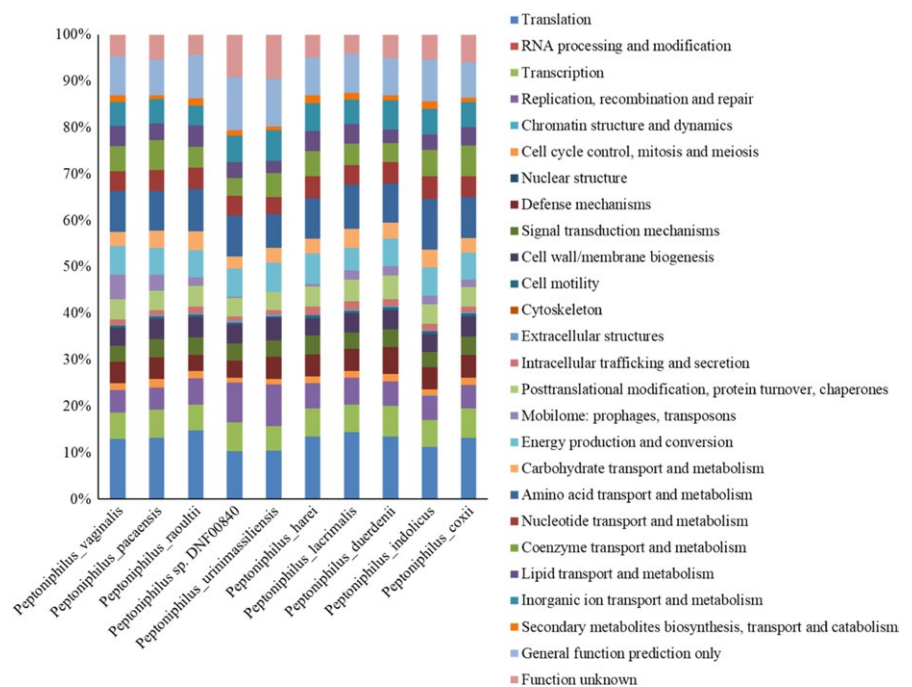 100%
90%
80%
70%
60%
50%
40%
30%
20%
10%
0%
Peptoniphilus_vaginalis
Peptoniphilus_pacaensis
Peptoniphilus_raoultii
Peptoniphilus sp. DNF00840
Peptoniphilus_urinimassiliensis
Peptoniphilus_harei
Peptoniphilus_lacrimalis
Peptoniphilus_duerdenii
Peptoniphilus_indolicus
Peptoniphilus_coxii
Translation
RNA processing and modification
Transcription
Replication, recombination and repair
Chromatin structure and dynamics
Cell cycle control, mitosis and meiosis
Nuclear structure
Defense mechanisms
Signal transduction mechanisms
Cell wall/membrane biogenesis
Cell motility
Cytoskeleton
Extracellular structures
Intracellular trafficking and secretion
Posttranslational modification, protein turnover, chaperones
Mobilome: prophages, transposons
Energy production and conversion
Carbohydrate transport and metabolism
Amino acid transport and metabolism
Nucleotide transport and metabolism
Coenzyme transport and metabolism
Lipid transport and metabolism
Inorganic ion transport and metabolism
Secondary metabolites biosynthesis, transport and catabolism
General function prediction only
Function unknown